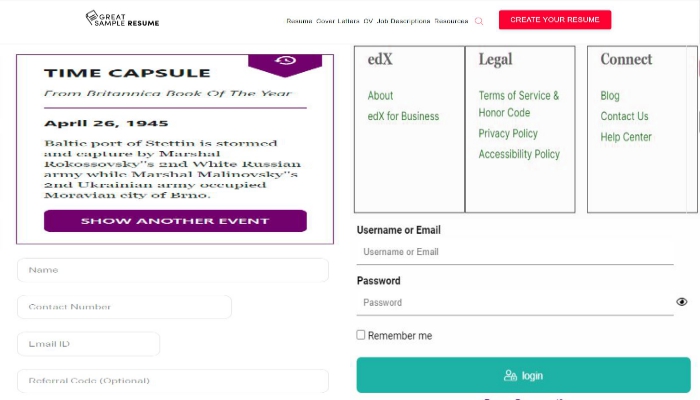 GREAT
SAMPLE RESUME
Resume Cover Letters CV Job Descriptions Resources
CREATE YOUR RESUME
TIME CAPSULE
From Britannica Book Of The Year
April 26, 1945
Baltic port of Stettin is stormed
and capture by Marshal
Rokossovsky"s 2nd White Russian
army while Marshal Malinovsky"s
2nd Ukrainian army occupied
Moravian city of Brno.
SHOW ANOTHER EVENT
Name
Contact Number
Email ID
Referral Code (Optional)
edX
About
edX for Business
Legal
Terms of Service &
Honor Code
Privacy Policy
Accessibility Policy
Connect
Blog
Contact Us
Help Center
Username or Email
Username or Email
Password
Password
Remember me
login